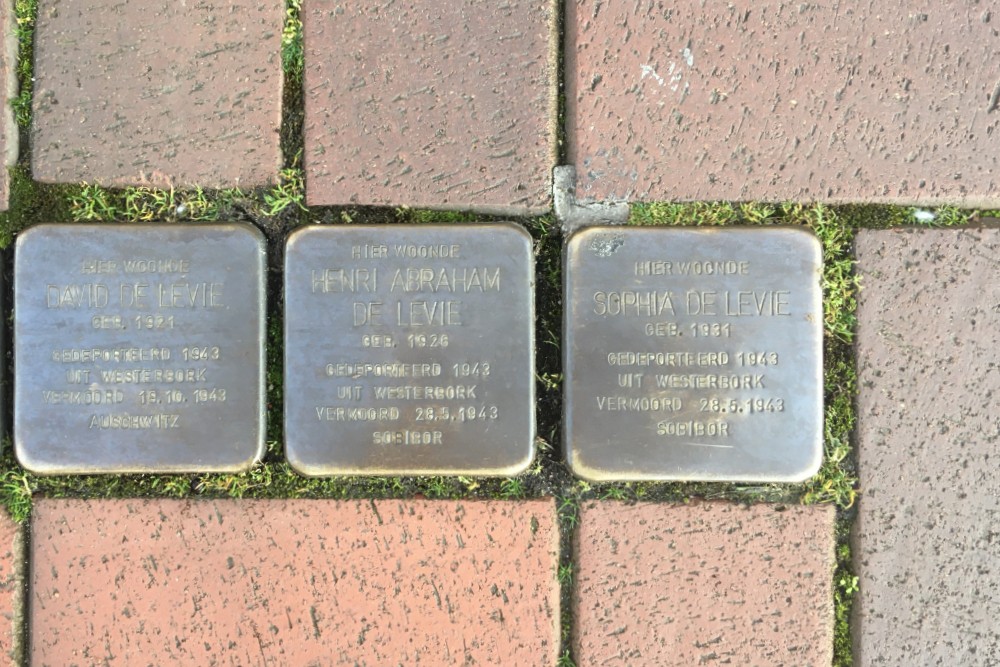 HIER WOONDE
DAVID DE LEVIE
GEB. 1921
GEDEPORTEERD 1943
UIT WESTERBORK
VERMOORD 15.10.1943
AUSCHWITZ
HIER WOONDE
HENRI ABRAHAM
DE LEVIE
GEB. 1926
GEDEPORTEERD 1943
UIT WESTERBORK
VERMOORD 28.5.1943
SOBIBOR
HIER WOONDE
SOPHIA DE LEVIE
GEB. 1931
GEDEPORTEERD 1943
UIT WESTERBORK
VERMOORD 28.5.1943
SOBIBOR